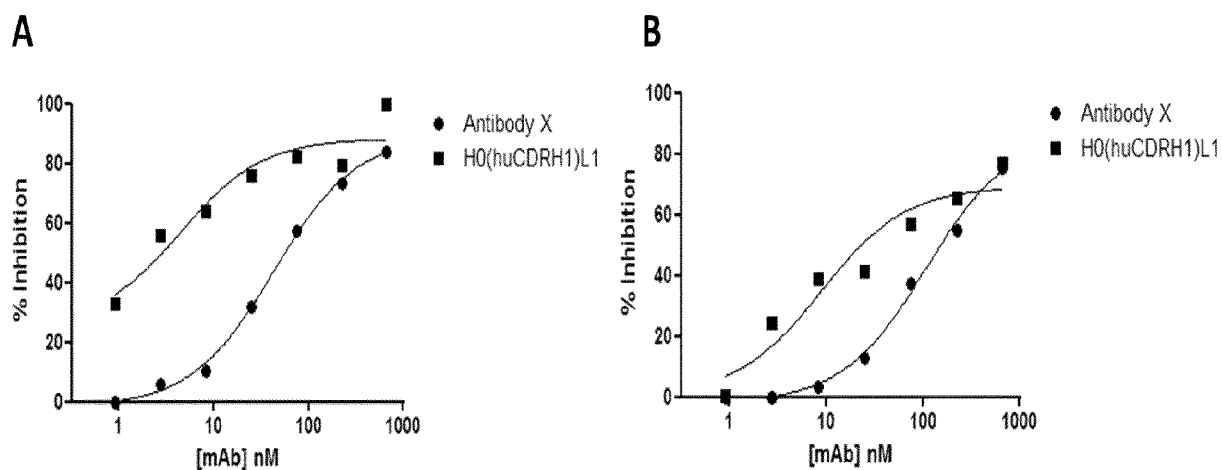 A
% Inhibition
100
80
60
40
20
0
1 10 100 1000
[mAb] nM
Antibody X
H0(huCDRH1)L1
B
% Inhibition
100
80
60
40
20
0
1 10 100 1000
[mAb] nM
Antibody X
H0(huCDRH1)L1